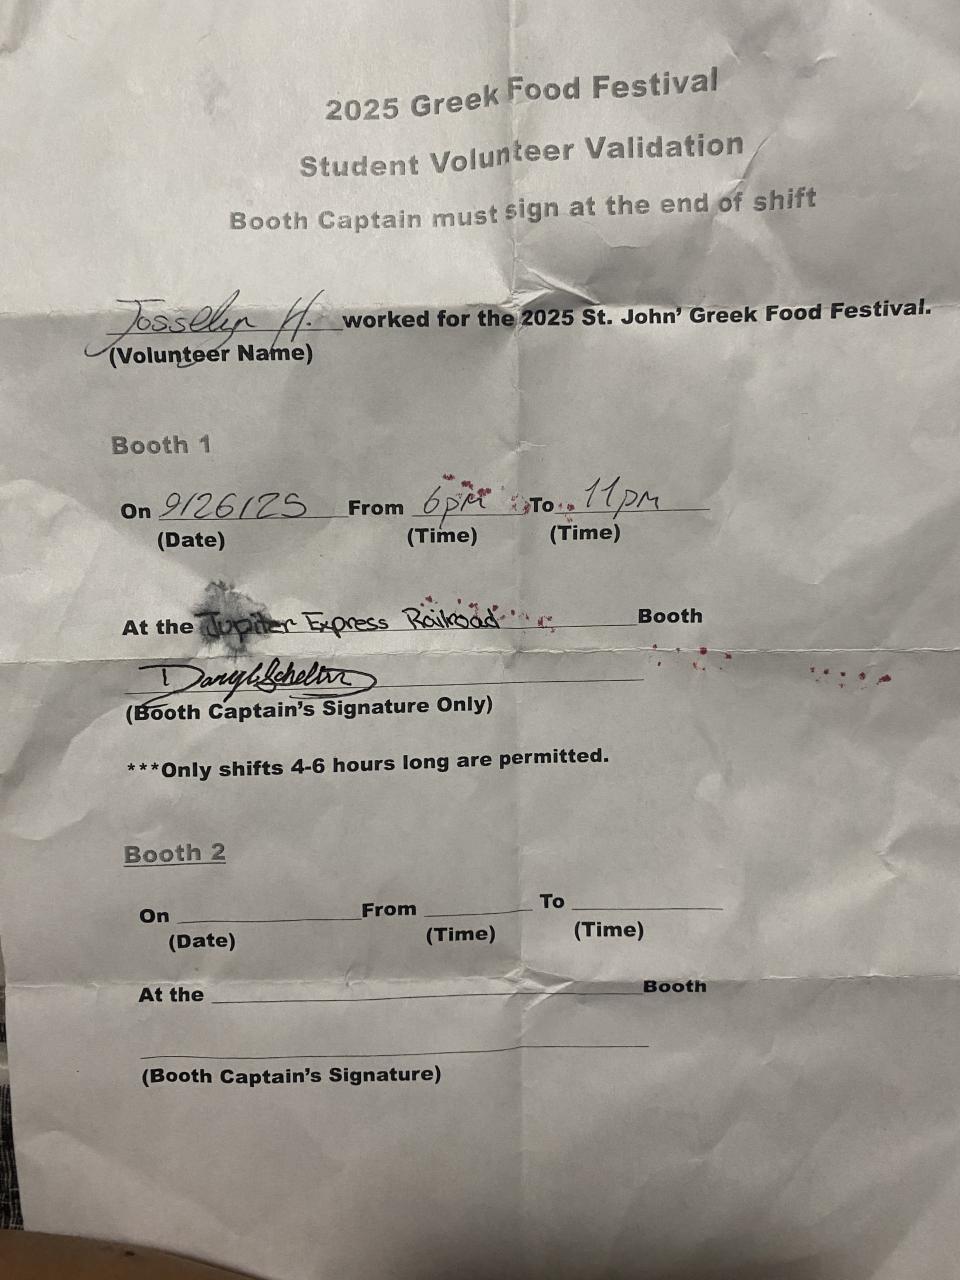 2025 Greek Food Festival
Student Volunteer Validation
Booth Captain must sign at the end of shift
Josselyn H. worked for the 2025 St. John' Greek Food Festival.
(Volunteer Name)
Booth 1
On 9/26/25 From 6pm To 11pm
(Date) (Time) (Time)
At the Jupiter Express Railroad Booth
Daryl
(Booth Captain's Signature Only)
***Only shifts 4-6 hours long are permitted.
Booth 2
On From To
(Date) (Time) (Time)
At the Booth
(Booth Captain's Signature)